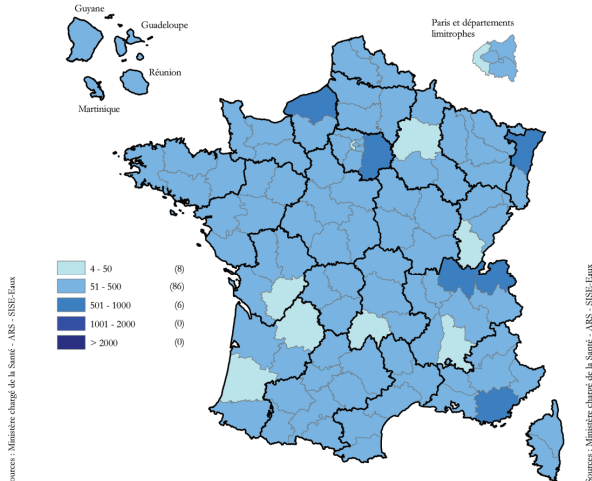 Guyane
Guadeloupe
Réunion
Martinique
Paris et départements
limitrophes
4 - 50 (8)
51 - 500 (86)
501 - 1000 (6)
1001 - 2000 (0)
> 2000 (0)
Sources : Ministère chargé de la Santé - ARS - SISE-Eaux
Sources : Ministère chargé de la Santé - ARS - SISE-Eaux